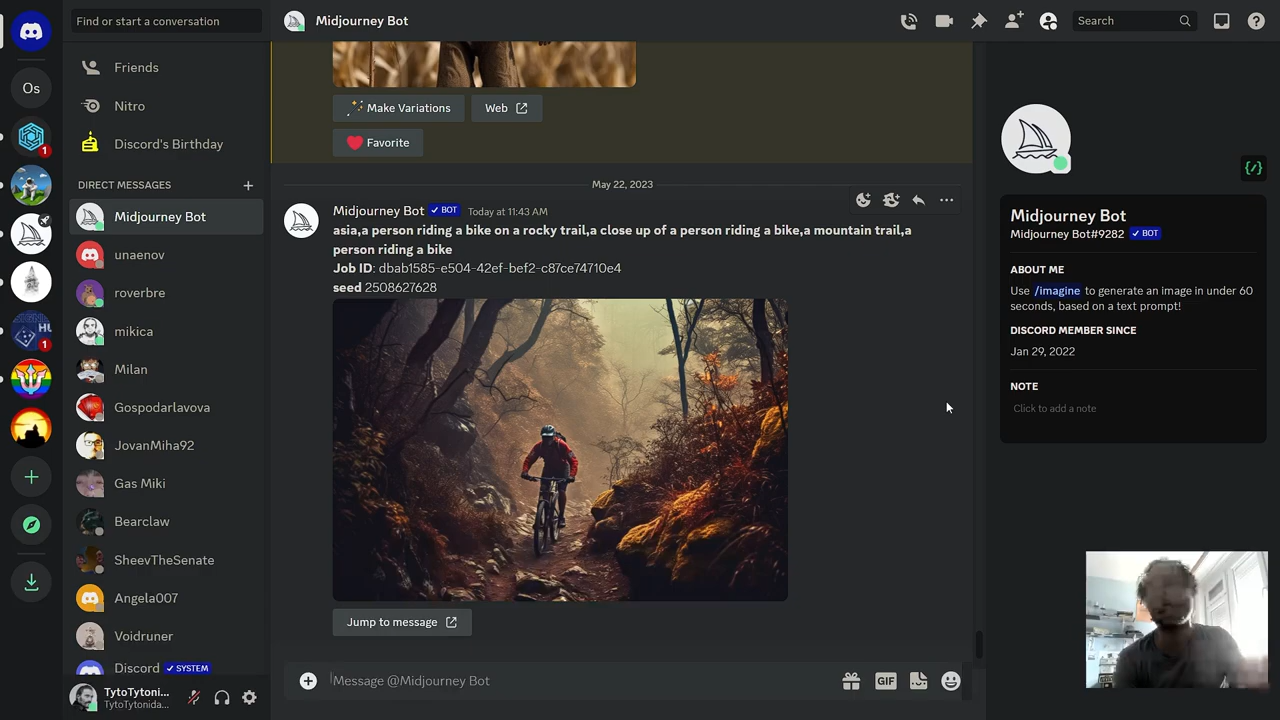 Find or start a conversation
Friends
Nitro
Discord's Birthday
DIRECT MESSAGES
Midjourney Bot
unaenov
roverbre
mikica
Milan
Gospodarlavova
JovanMiha92
Gas Miki
Bearclaw
SheevTheSenate
Angela007
Voidruner
Discord ✓ SYSTEM
TytoTytoni...
TytoTytonida...
Os
1
HU
1
Midjourney Bot
Search
Make Variations
Web
Favorite
May 22, 2023
Midjourney Bot ✓ BOT Today at 11:43 AM
asia,a person riding a bike on a rocky trail,a close up of a person riding a bike,a mountain trail,a
person riding a bike
Job ID: dbab1585-e504-42ef-bef2-c87ce74710e4
seed 2508627628
Jump to message
Message @Midjourney Bot
GIF
{/}
Midjourney Bot
Midjourney Bot#9282 ✓ BOT
ABOUT ME
Use /imagine to generate an image in under 60
seconds, based on a text prompt!
DISCORD MEMBER SINCE
Jan 29, 2022
NOTE
Click to add a note